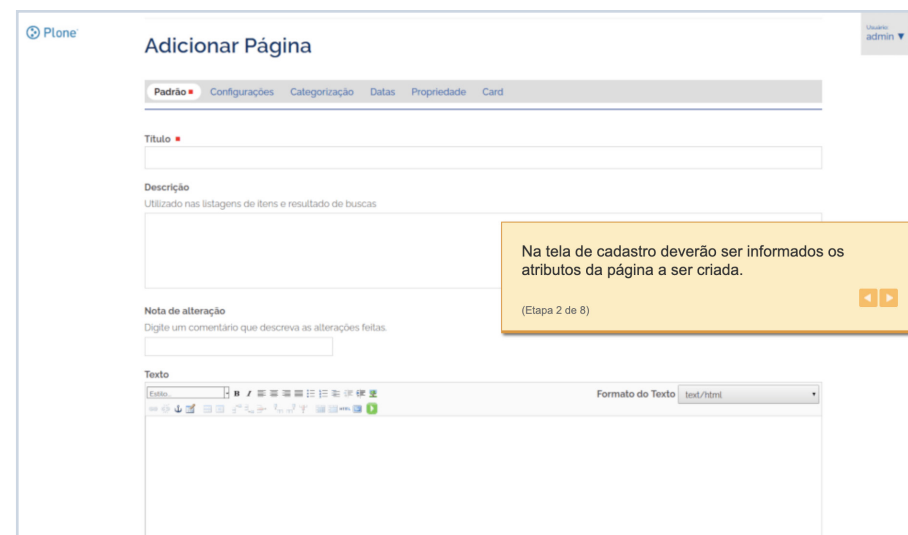 Plone
Usuário
admin ▼
Adicionar Página
Padrão Configurações Categorização Datas Propriedade Card
Título
Descrição
Utilizado nas listagens de itens e resultado de buscas
Na tela de cadastro deverão ser informados os
atributos da página a ser criada.
(Etapa 2 de 8)
Nota de alteração
Digite um comentário que descreva as alterações feitas.
Texto
Estilo...
B I
Formato do Texto text/html
HTML